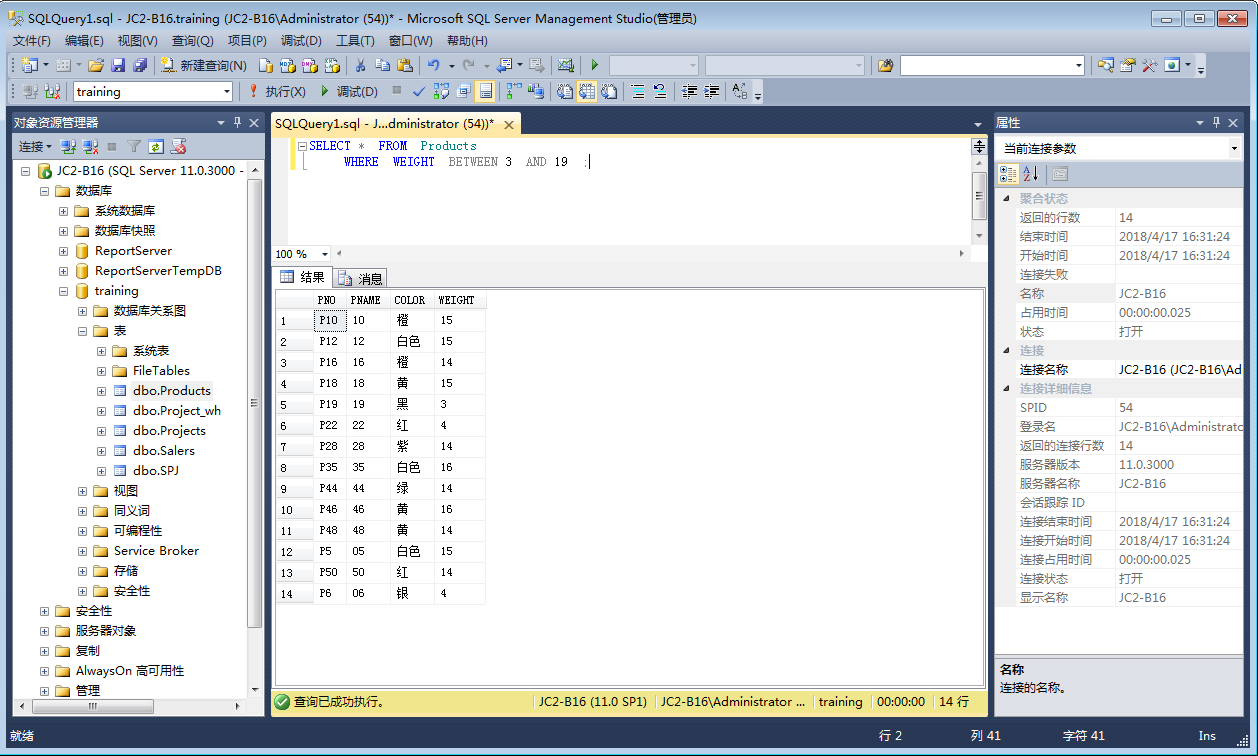 SQLQuery1.sql - JC2-B16.training (JC2-B16\Administrator (54))* - Microsoft SQL Server Management Studio(管理员)
文件(F) 编辑(E) 视图(V) 查询(Q) 项目(P) 调试(D) 工具(T) 窗口(W) 帮助(H)
新建查询(N)
training 执行(X) 调试(D)
对象资源管理器
连接
JC2-B16 (SQL Server 11.0.3000 -
数据库
系统数据库
数据库快照
ReportServer
ReportServerTempDB
training
数据库关系图
表
系统表
FileTables
dbo.Products
dbo.Project_wh
dbo.Projects
dbo.Salers
dbo.SPJ
视图
同义词
可编程性
Service Broker
存储
安全性
安全性
服务器对象
复制
AlwaysOn 高可用性
管理
SQLQuery1.sql - J...dministrator (54))*
SELECT * FROM Products
WHERE WEIGHT BETWEEN 3 AND 19 ;
100 %
结果 消息
PNO PNAME COLOR WEIGHT
1 P10 10 橙 15
2 P12 12 白色 15
3 P16 16 橙 14
4 P18 18 黄 15
5 P19 19 黑 3
6 P22 22 红 4
7 P28 28 紫 14
8 P35 35 白色 16
9 P44 44 绿 14
10 P46 46 黄 16
11 P48 48 黄 14
12 P5 05 白色 15
13 P50 50 红 14
14 P6 06 银 4
查询已成功执行。 JC2-B16 (11.0 SP1) JC2-B16\Administrator ... training 00:00:00 14 行
属性
当前连接参数
聚合状态
返回的行数 14
结束时间 2018/4/17 16:31:24
开始时间 2018/4/17 16:31:24
连接失败
名称 JC2-B16
占用时间 00:00:00.025
状态 打开
连接
连接名称 JC2-B16 (JC2-B16\Ad
连接详细信息
SPID 54
登录名 JC2-B16\Administrato
返回的连接行数 14
服务器版本 11.0.3000
服务器名称 JC2-B16
会话跟踪 ID
连接结束时间 2018/4/17 16:31:24
连接开始时间 2018/4/17 16:31:24
连接占用时间 00:00:00.025
连接状态 打开
显示名称 JC2-B16
名称
连接的名称。
就绪 行 2 列 41 字符 41 Ins